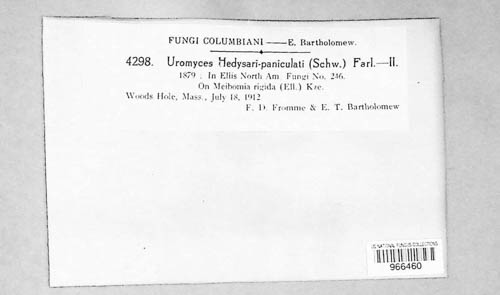 FUNGI COLUMBIANI —— E. Bartholomew.
4298. Uromyces Hedysari-paniculati (Schw.) Farl.—II.
1879. In Ellis North Am Fungi No. 246.
On Meibomia rigida (Ell.) Kze.
Woods Hole, Mass., July 18, 1912
F. D. Fromme & E. T. Bartholomew
US NATIONAL FUNGUS COLLECTIONS
966460